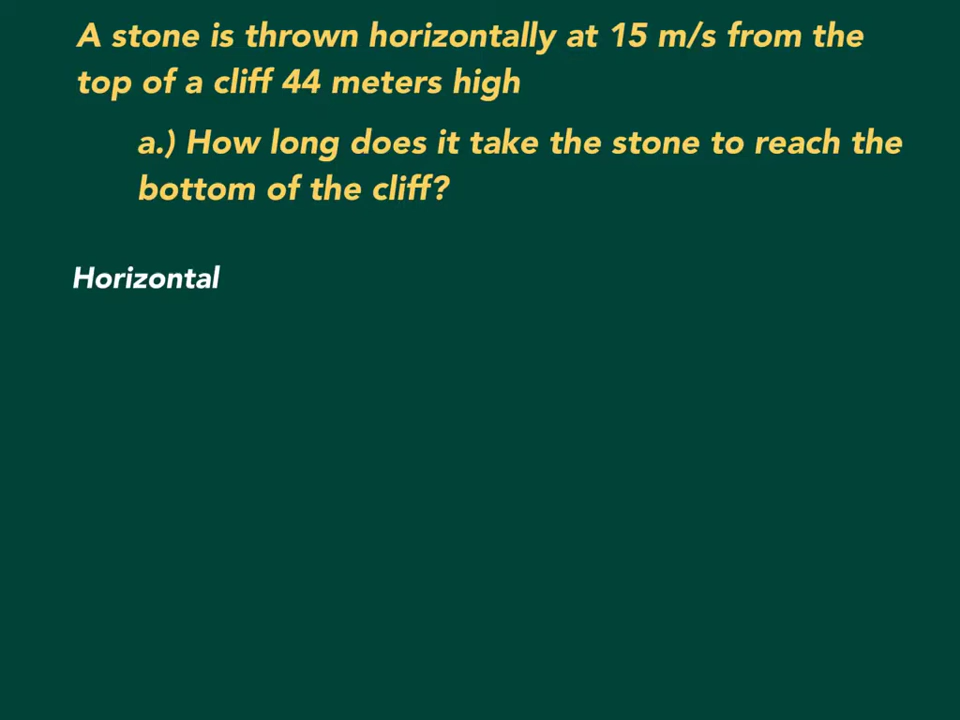 A stone is thrown horizontally at 15 m/s from the
top of a cliff 44 meters high
a.) How long does it take the stone to reach the
bottom of the cliff?
Horizontal